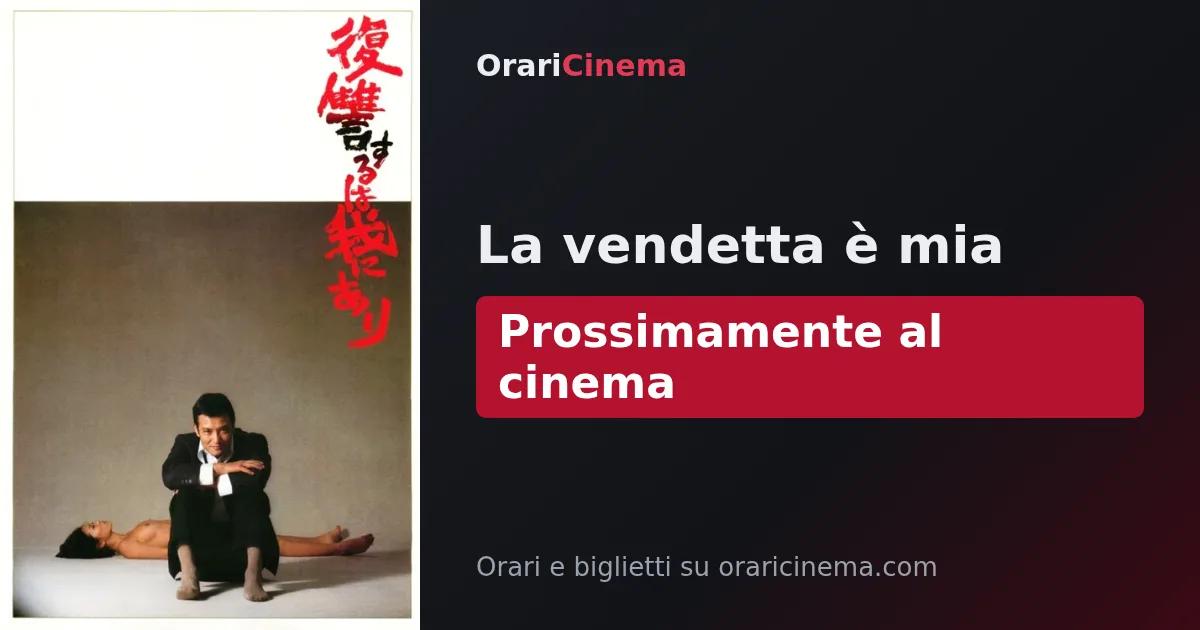 復讐するは我にあり
OrariCinema
La vendetta è mia
Prossimamente al
cinema
Orari e biglietti su oraricinema.com